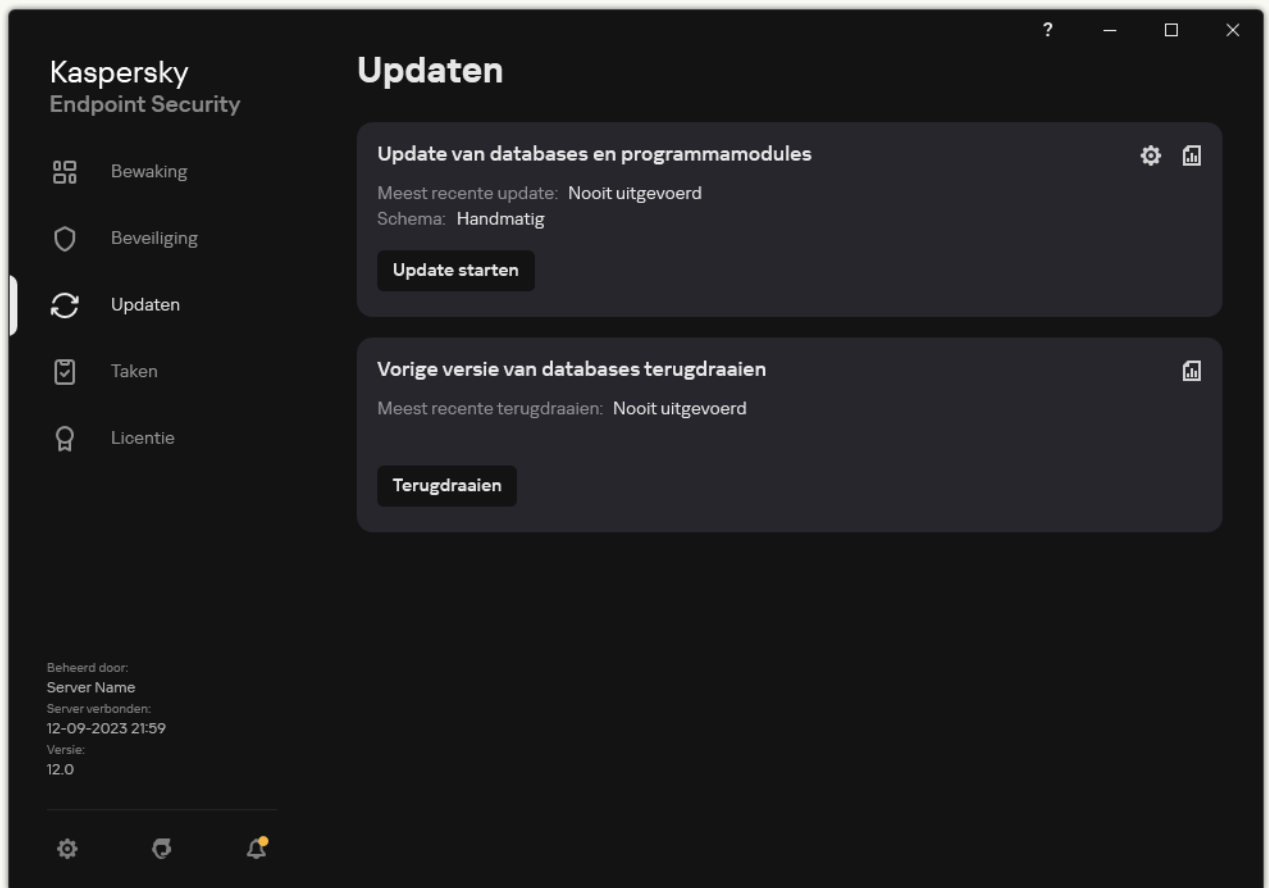 ?
Kaspersky
Endpoint Security
Bewaking
Beveiliging
Updaten
Taken
Licentie
Beheerd door:
Server Name
Server verbonden:
12-09-2023 21:59
Versie:
12.0
Updaten
Update van databases en programmamodules
Meest recente update: Nooit uitgevoerd
Schema: Handmatig
Update starten
Vorige versie van databases terugdraaien
Meest recente terugdraaien: Nooit uitgevoerd
Terugdraaien